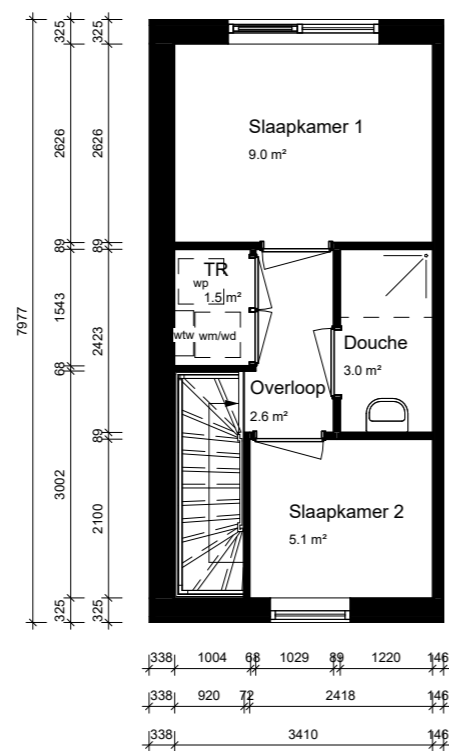 325
325
Slaapkamer 1
9.0 m²
2626
2626
89
89
TR
wp
1.5 m²
7977
1543
2423
wtw
wm/wd
Douche
3.0 m²
68
Overloop
2.6 m²
89
3002
2100
Slaapkamer 2
5.1 m²
325
325
338 1004 68 1029 89 1220 146
338 920 72 2418 146
338 3410 146